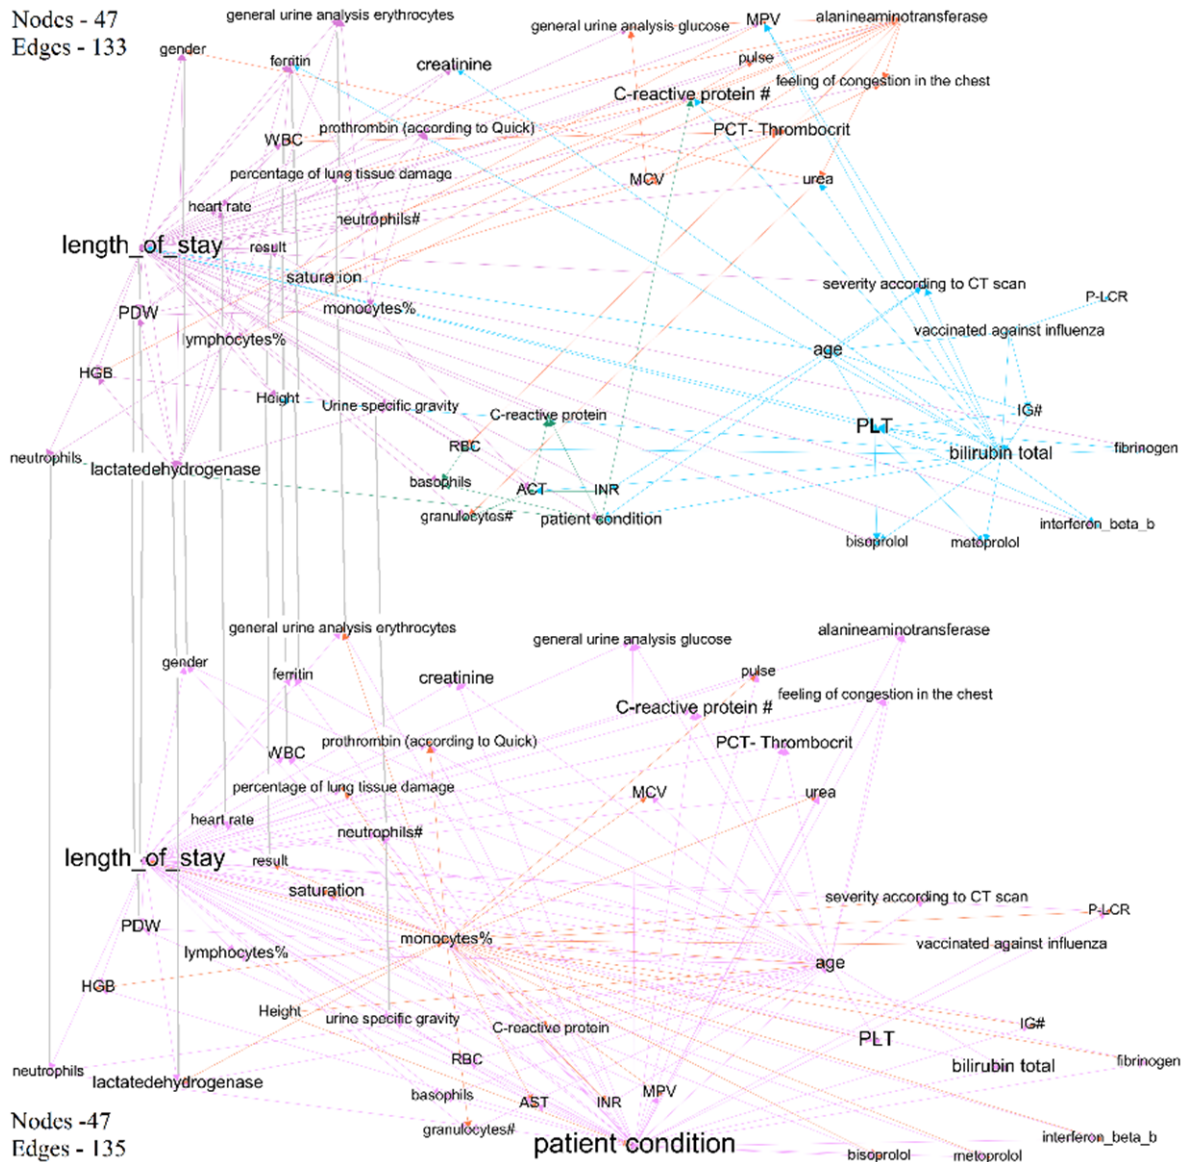 Nodes - 47
Edges - 133
general urine analysis erythrocytes
general urine analysis glucose
MPV
alanineaminotransferase
gender
ferritin
creatinine
pulse
feeling of congestion in the chest
C-reactive protein #
WBC
prothrombin (according to Quick)
PCT- Thrombocrit
percentage of lung tissue damage
MCV
urea
heart rate
neutrophils#
length_of_stay
result
saturation
severity according to CT scan
P-LCR
PDW
monocytes%
vaccinated against influenza
lymphocytes%
age
HGB
Height
Urine specific gravity
C-reactive protein
IG#
PLT
RBC
bilirubin total
fibrinogen
neutrophils
lactatedehydrogenase
basophils
ACT
INR
granulocytes#
patient condition
interferon_beta_b
bisoprolol
metoprolol
general urine analysis erythrocytes
general urine analysis glucose
alanineaminotransferase
gender
ferritin
creatinine
pulse
feeling of congestion in the chest
C-reactive protein #
prothrombin (according to Quick)
PCT- Thrombocrit
WBC
percentage of lung tissue damage
MCV
urea
heart rate
neutrophils#
length_of_stay
result
saturation
severity according to CT scan
P-LCR
PDW
monocytes%
vaccinated against influenza
lymphocytes%
age
HGB
Height
urine specific gravity
C-reactive protein
IG#
PLT
RBC
bilirubin total
fibrinogen
neutrophils
lactatedehydrogenase
basophils
AST
INR
MPV
granulocytes#
patient condition
interferon_beta_b
bisoprolol
metoprolol
Nodes -47
Edges - 135